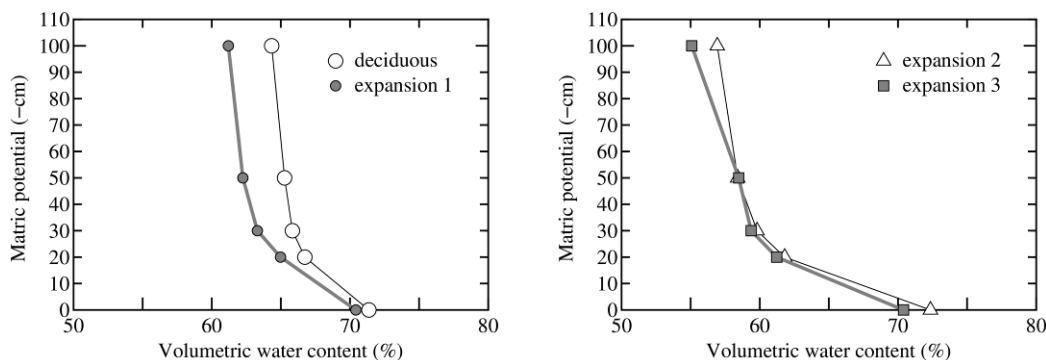 110
100
90
80
70
60
50
40
30
20
10
0
Matric potential (−cm)
deciduous
expansion 1
50 60 70 80
Volumetric water content (%)
110
100
90
80
70
60
50
40
30
20
10
0
Matric potential (−cm)
expansion 2
expansion 3
50 60 70 80
Volumetric water content (%)